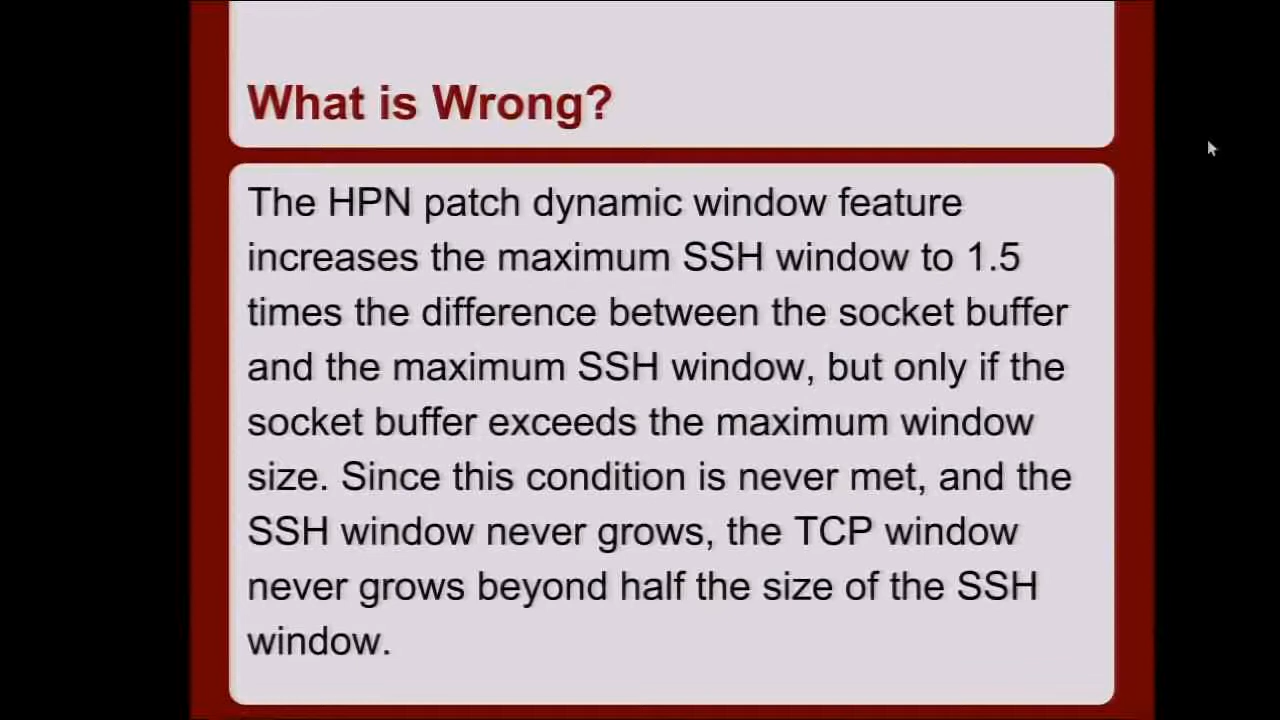 What is Wrong?
The HPN patch dynamic window feature
increases the maximum SSH window to 1.5
times the difference between the socket buffer
and the maximum SSH window, but only if the
socket buffer exceeds the maximum window
size. Since this condition is never met, and the
SSH window never grows, the TCP window
never grows beyond half the size of the SSH
window.